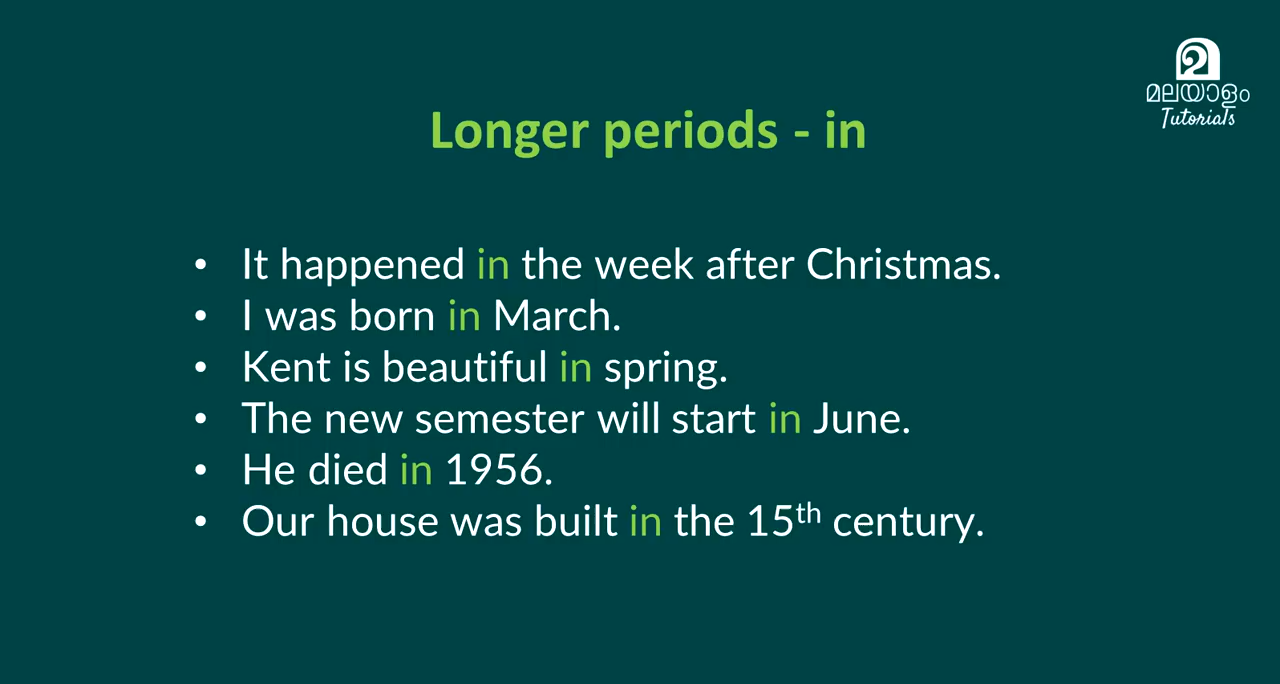 മലയാളം
Tutorials
Longer periods - in
• It happened in the week after Christmas.
• I was born in March.
• Kent is beautiful in spring.
• The new semester will start in June.
• He died in 1956.
• Our house was built in the 15th century.